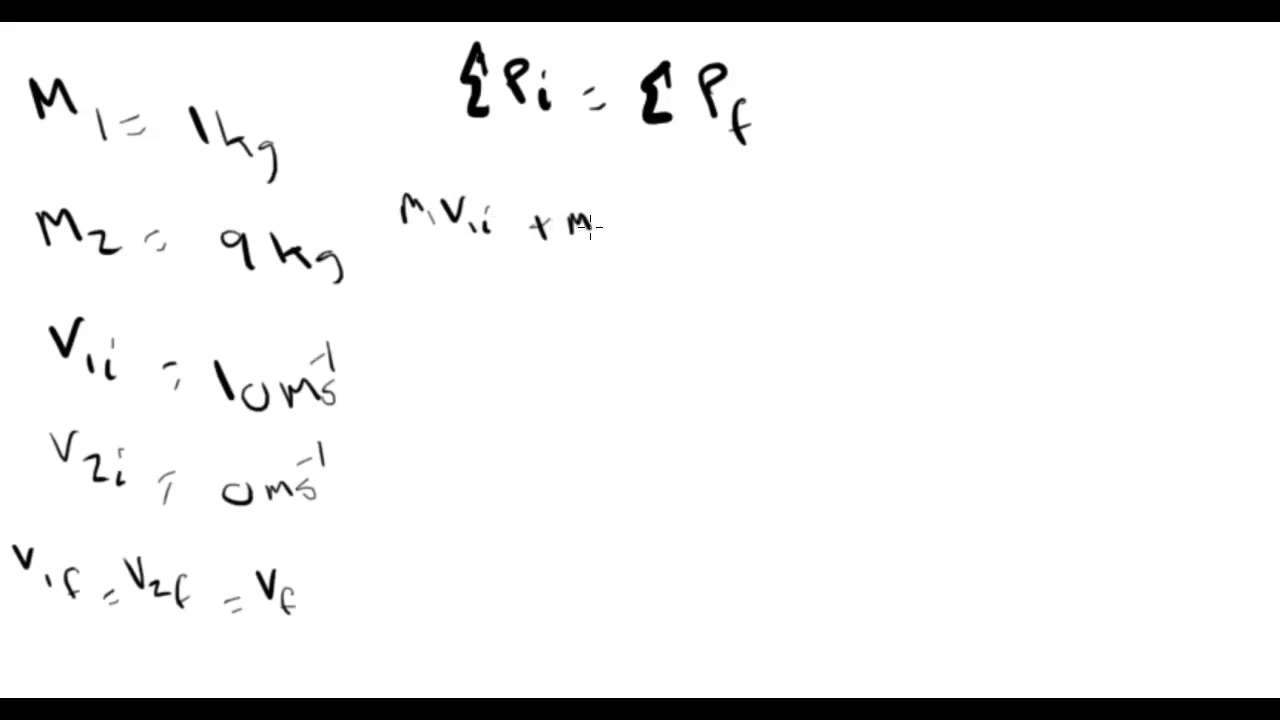 M₁ = 1kg
ΣPi = ΣPf
M₂ = 9kg
M₁V₁i + M
V₁i = 10ms⁻¹
V₂i = 0ms⁻¹
V₁f = V₂f = Vf